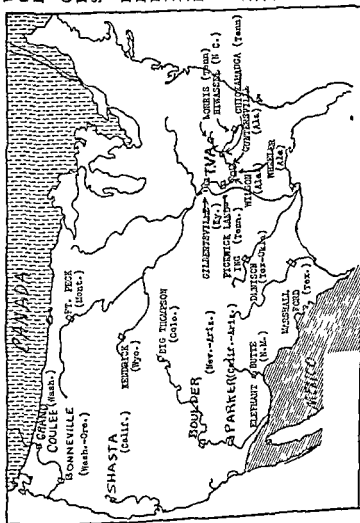 CANADA
GRAND
COULEE (Wash.)
BONNEVILLE
(Wash.-Ore.)
FT. PECK
(Mont.)
SHASTA
(Calif.)
KENDRICK
(Wyo.)
BIG THOMPSON
(Colo.)
BOULDER
(Nev.-Ariz.)
PARKER (Calif.-Ariz.)
ELEPHANT BUTTE
(N.M.)
MEXICO
GILBERTSVILLE
(Ky.)
PICKWICK LAND-
ING (Tenn.)
DENISON
(Tex-Okla.)
MARSHALL
FORD
(Tex.)
TVA
NORRIS (Tenn)
HIWASSEE (N C.)
CHICKAMAUGA (Tenn)
GUNTERSVILLE
(Ala)
WILSON
(Ala)
WHEELER
(Ala)